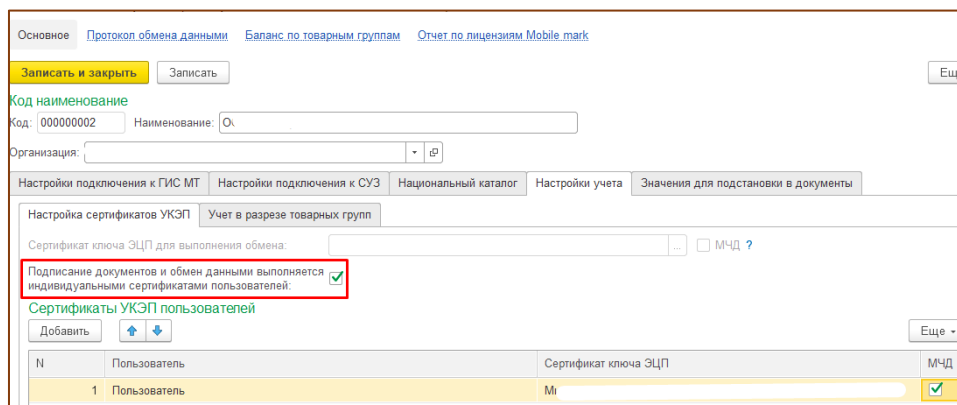 Основное Протокол обмена данными Баланс по товарным группам Отчет по лицензиям Mobile mark
Записать и закрыть Записать Ещ
Код наименование
Код: 000000002 Наименование:
Организация:
Настройки подключения к ГИС МТ Настройки подключения к СУЗ Национальный каталог Настройки учета Значения для подстановки в документы
Настройка сертификатов УКЭП Учет в разрезе товарных групп
Сертификат ключа ЭЦП для выполнения обмена: ... МЧД ?
Подписание документов и обмен данными выполняется
индивидуальными сертификатами пользователей:
Сертификаты УКЭП пользователей
Добавить Еще
N Пользователь Сертификат ключа ЭЦП МЧД
1 Пользователь